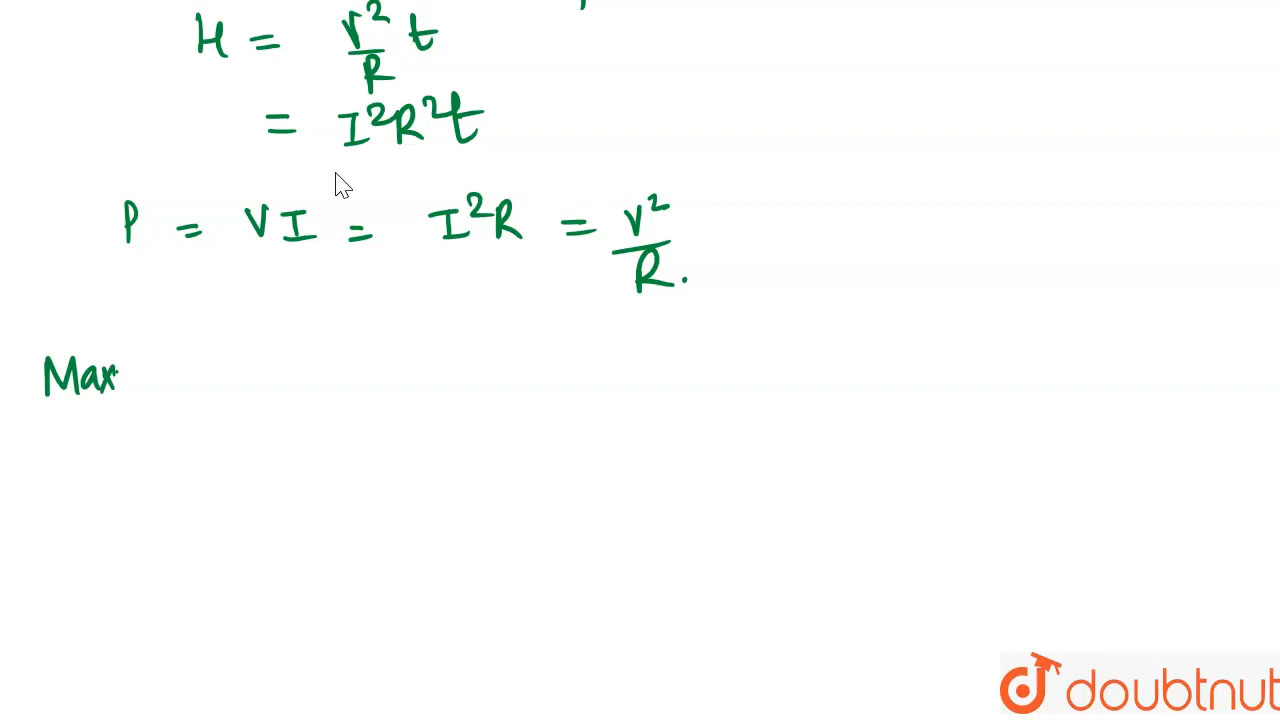 H = V²/R t
= I²R²t
P = VI = I²R = V²/R.
Max
doubtnut